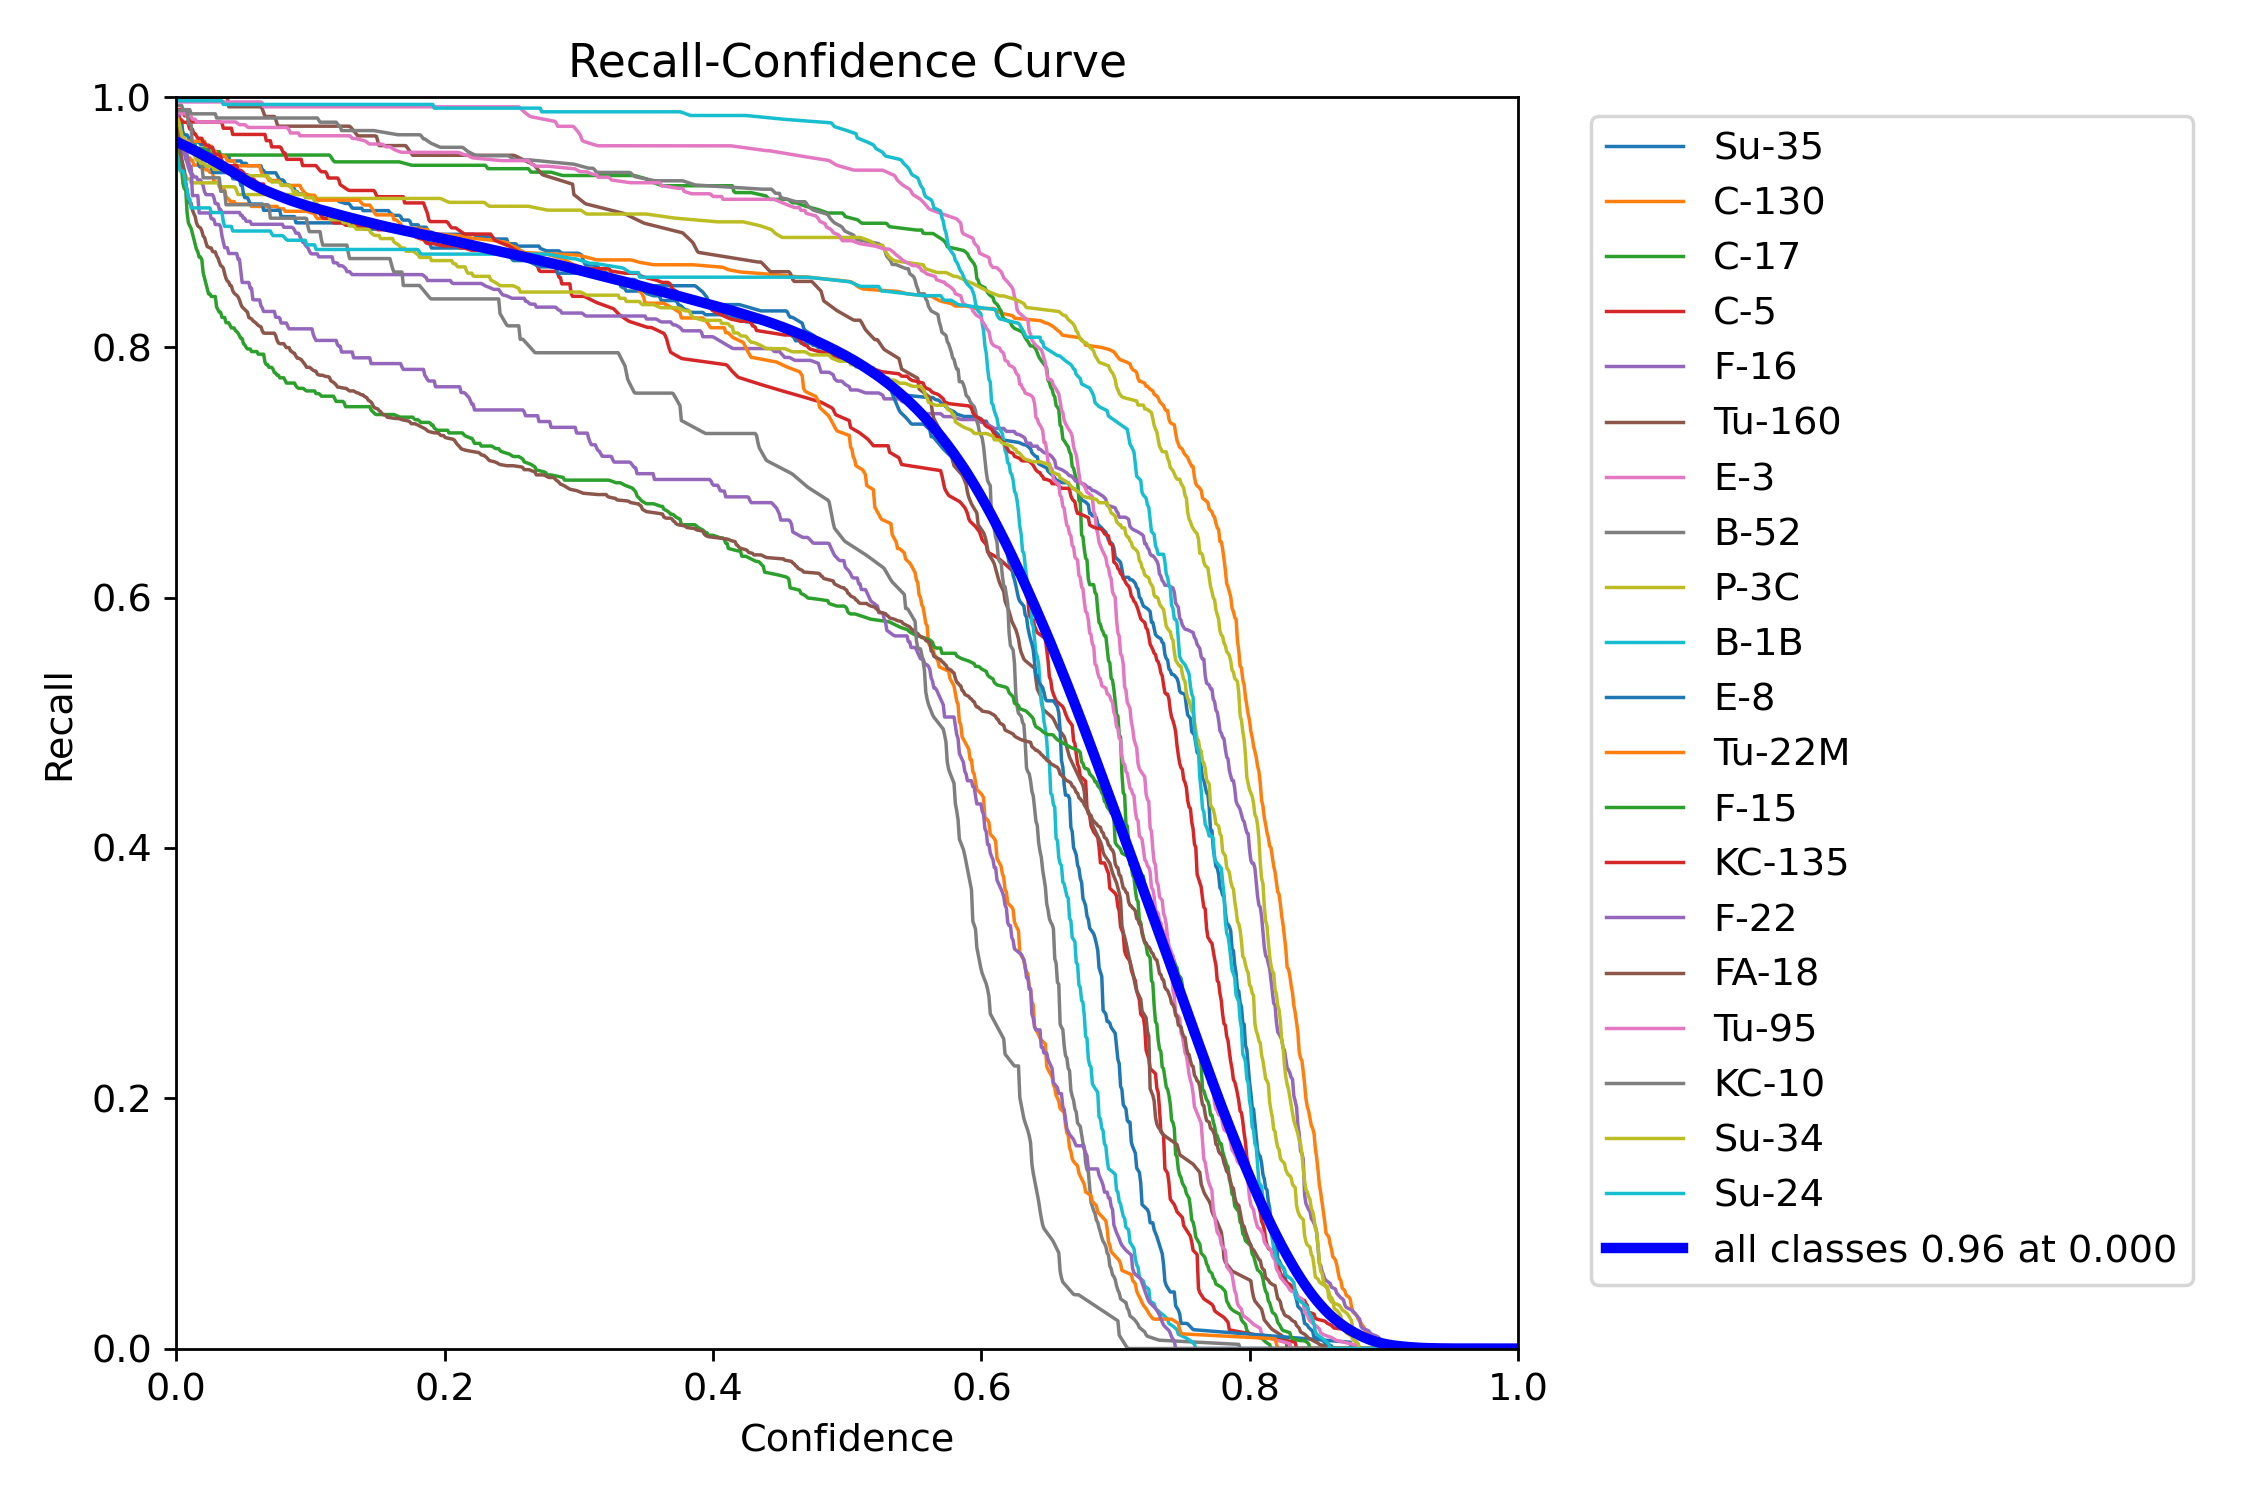 Recall-Confidence Curve
1.0
0.8
0.6
0.4
0.2
0.0
Recall
0.0 0.2 0.4 0.6 0.8 1.0
Confidence
Su-35
C-130
C-17
C-5
F-16
Tu-160
E-3
B-52
P-3C
B-1B
E-8
Tu-22M
F-15
KC-135
F-22
FA-18
Tu-95
KC-10
Su-34
Su-24
all classes 0.96 at 0.000